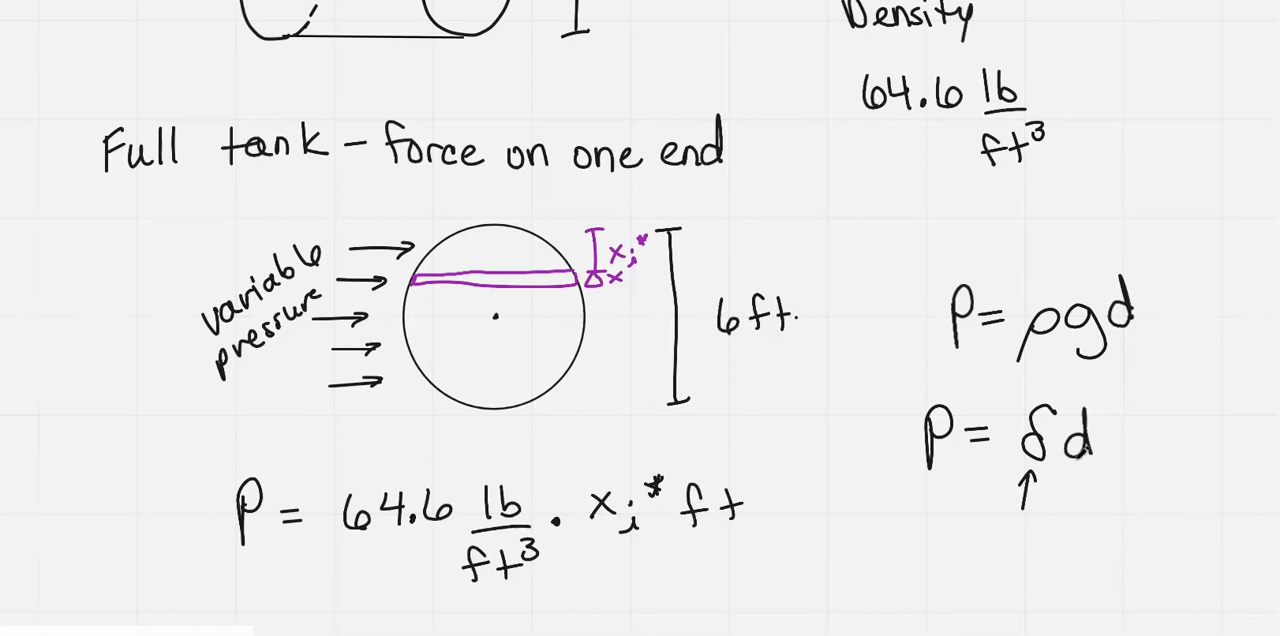 Density
64.6 lb/ft³
Full tank – force on one end
variable
pressure
xᵢ*
Δx
6 ft.
P = ρgd
P = δd
P = 64.6 lb/ft³ · xᵢ* ft